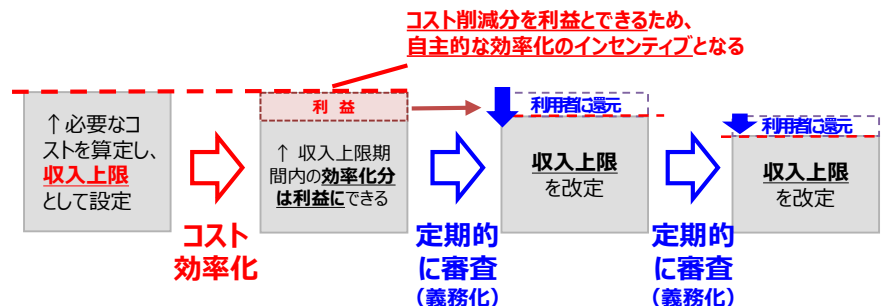 コスト削減分を利益とできるため、
自主的な効率化のインセンティブとなる
↑必要なコ
ストを算定し、
収入上限
として設定
コスト
効率化
利 益
↑ 収入上限期
間内の効率化分
は利益にできる
定期的
に審査
(義務化)
利用者に還元
収入上限
を改定
定期的
に審査
(義務化)
利用者に還元
収入上限
を改定